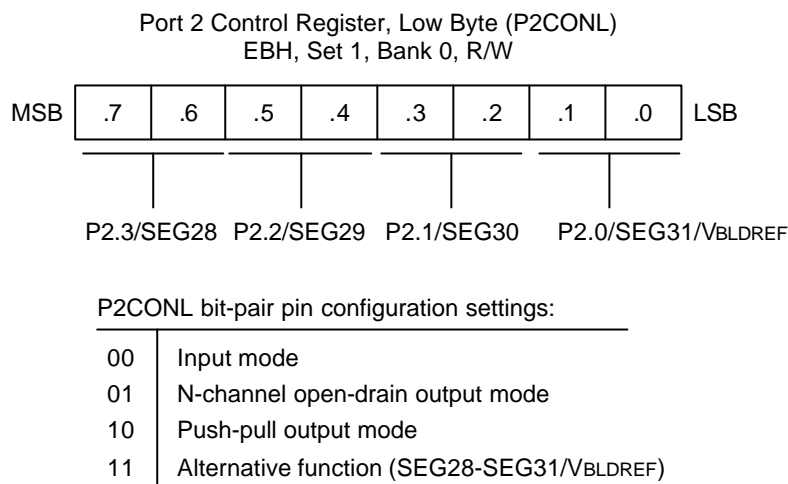 Port 2 Control Register, Low Byte (P2CONL)
EBH, Set 1, Bank 0, R/W
MSB .7 .6 .5 .4 .3 .2 .1 .0 LSB
P2.3/SEG28 P2.2/SEG29 P2.1/SEG30 P2.0/SEG31/VBLDREF
P2CONL bit-pair pin configuration settings:
00 Input mode
01 N-channel open-drain output mode
10 Push-pull output mode
11 Alternative function (SEG28-SEG31/VBLDREF)